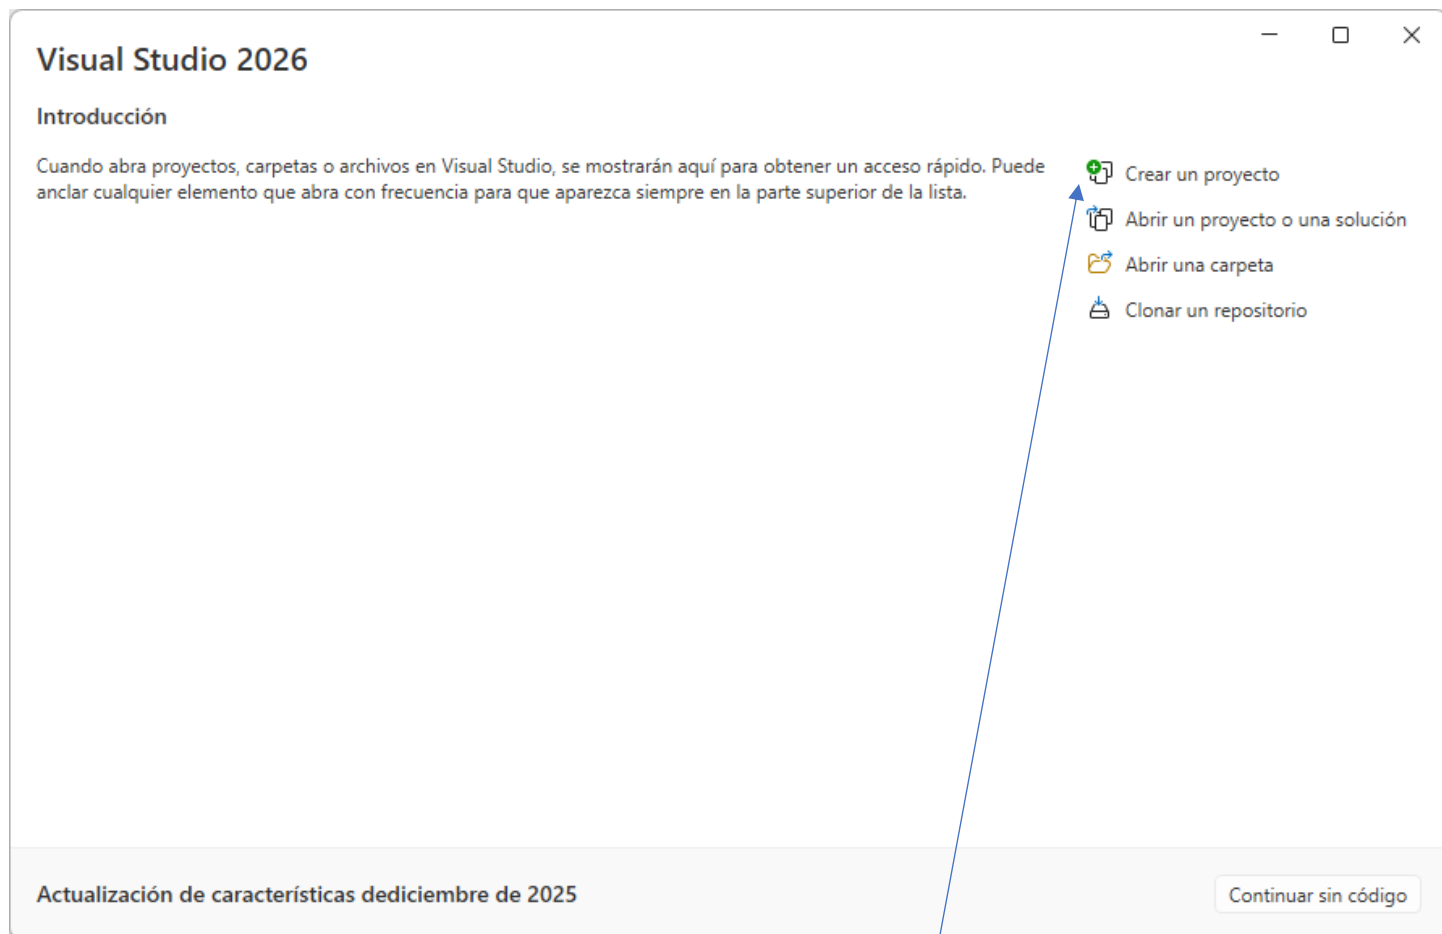 Visual Studio 2026
Introducción
Cuando abra proyectos, carpetas o archivos en Visual Studio, se mostrarán aquí para obtener un acceso rápido. Puede
anclar cualquier elemento que abra con frecuencia para que aparezca siempre en la parte superior de la lista.
Crear un proyecto
Abrir un proyecto o una solución
Abrir una carpeta
Clonar un repositorio
Actualización de características dediciembre de 2025
Continuar sin código